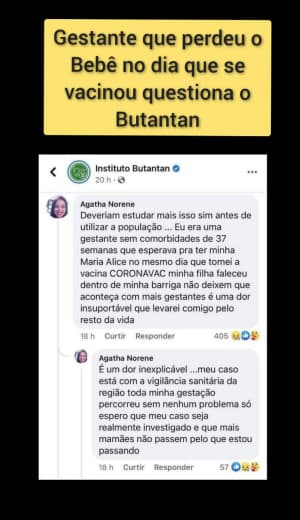 Gestante que perdeu o
Bebê no dia que se
vacinou questiona o
Butantan
Instituto Butantan
20 h ·
Agatha Norene
Deveriam estudar mais isso sim antes de
utilizar a população ... Eu era uma
gestante sem comorbidades de 37
semanas que esperava pra ter minha
Maria Alice no mesmo dia que tomei a
vacina CORONAVAC minha filha faleceu
dentro de minha barriga não deixem que
aconteça com mais gestantes é uma dor
insuportável que levarei comigo pelo
resto da vida
18 h Curtir Responder 405
Agatha Norene
É um dor inexplicável ...meu caso
está com a vigilância sanitária da
região toda minha gestação
percorreu sem nenhum problema só
espero que meu caso seja
realmente investigado e que mais
mamães não passem pelo que estou
passando
18 h Curtir Responder 57